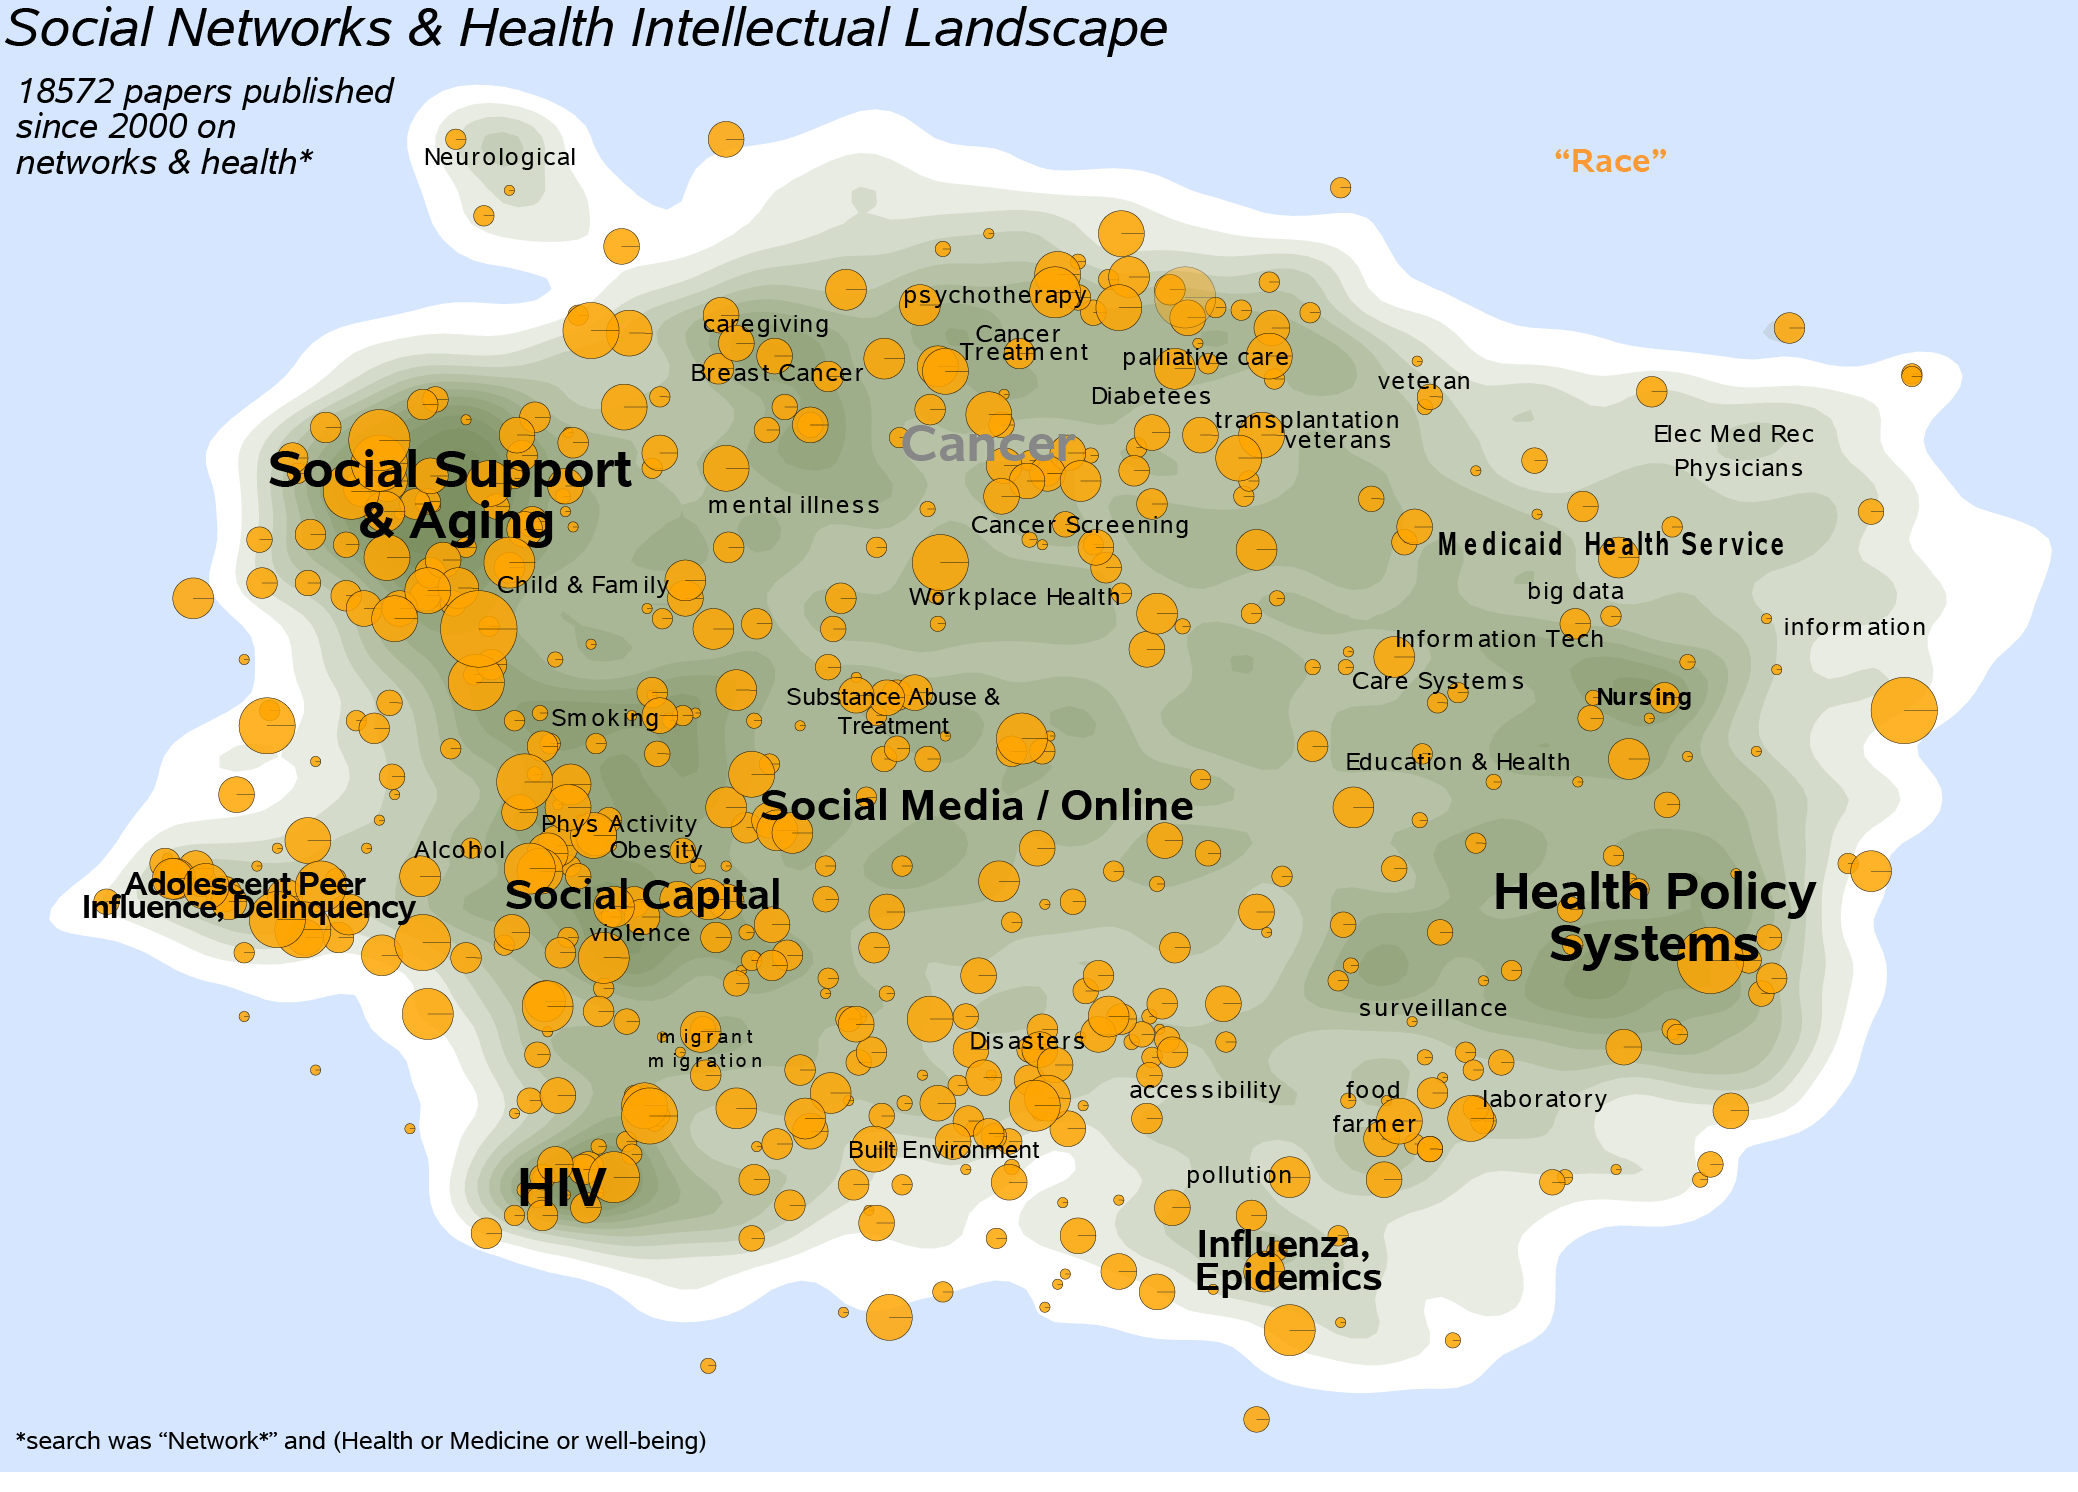 Social Networks & Health Intellectual Landscape
18572 papers published
since 2000 on
networks & health*
Neurological
“Race”
psychotherapy
caregiving
Cancer
Treatment
palliative care
Breast Cancer
veteran
Diabetees
transplantation
veterans
Elec Med Rec
Physicians
Cancer
Social Support
& Aging
mental illness
Cancer Screening
Medicaid Health Service
Child & Family
Workplace Health
big data
information
Information Tech
Care Systems
Nursing
Substance Abuse &
Treatment
Smoking
Education & Health
Social Media / Online
Phys Activity
Obesity
Alcohol
Adolescent Peer
Influence, Delinquency
Social Capital
violence
Health Policy
Systems
surveillance
migrant
migration
Disasters
accessibility
food
farmer
laboratory
Built Environment
pollution
HIV
Influenza,
Epidemics
*search was “Network*” and (Health or Medicine or well-being)